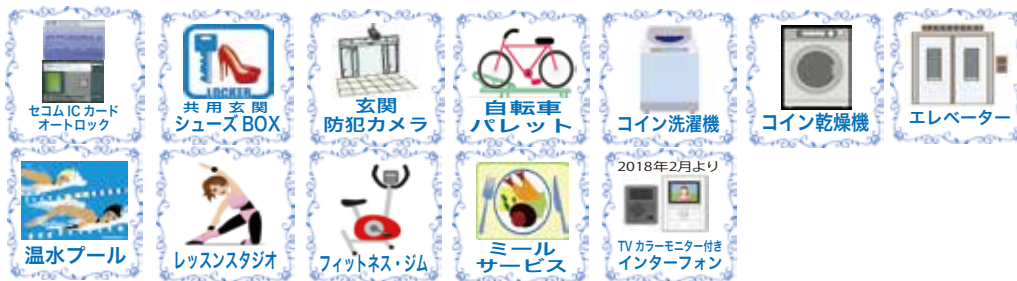 セコム IC カード
オートロック
LOCKER
共用玄関
シューズ BOX
玄関
防犯カメラ
自転車
パレット
コイン洗濯機
コイン乾燥機
エレベーター
温水プール
レッスンスタジオ
フィットネス・ジム
ミール
サービス
2018年2月より
TV カラーモニター付き
インターフォン